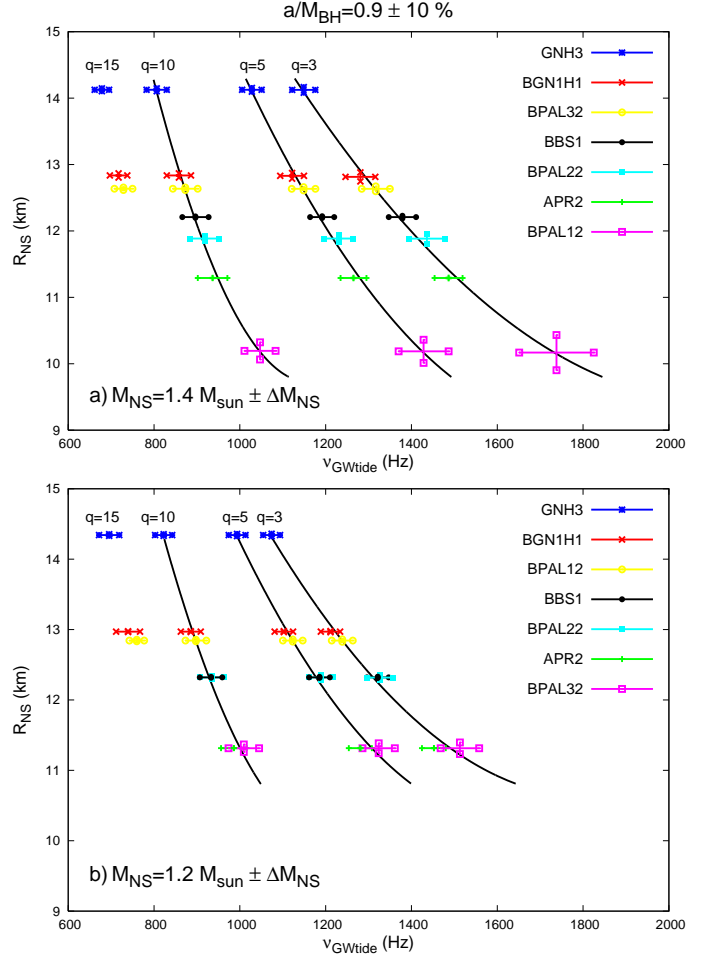 a/M_BH=0.9 ± 10 %
15
14
13
12
11
10
9
R_NS (km)
q=15 q=10 q=5 q=3
GNH3
BGN1H1
BPAL32
BBS1
BPAL22
APR2
BPAL12
a) M_NS=1.4 M_sun ± ΔM_NS
600 800 1000 1200 1400 1600 1800 2000
ν_GWtide (Hz)
15
14
13
12
11
10
9
R_NS (km)
q=15 q=10 q=5 q=3
GNH3
BGN1H1
BPAL12
BBS1
BPAL22
APR2
BPAL32
b) M_NS=1.2 M_sun ± ΔM_NS
600 800 1000 1200 1400 1600 1800 2000
ν_GWtide (Hz)